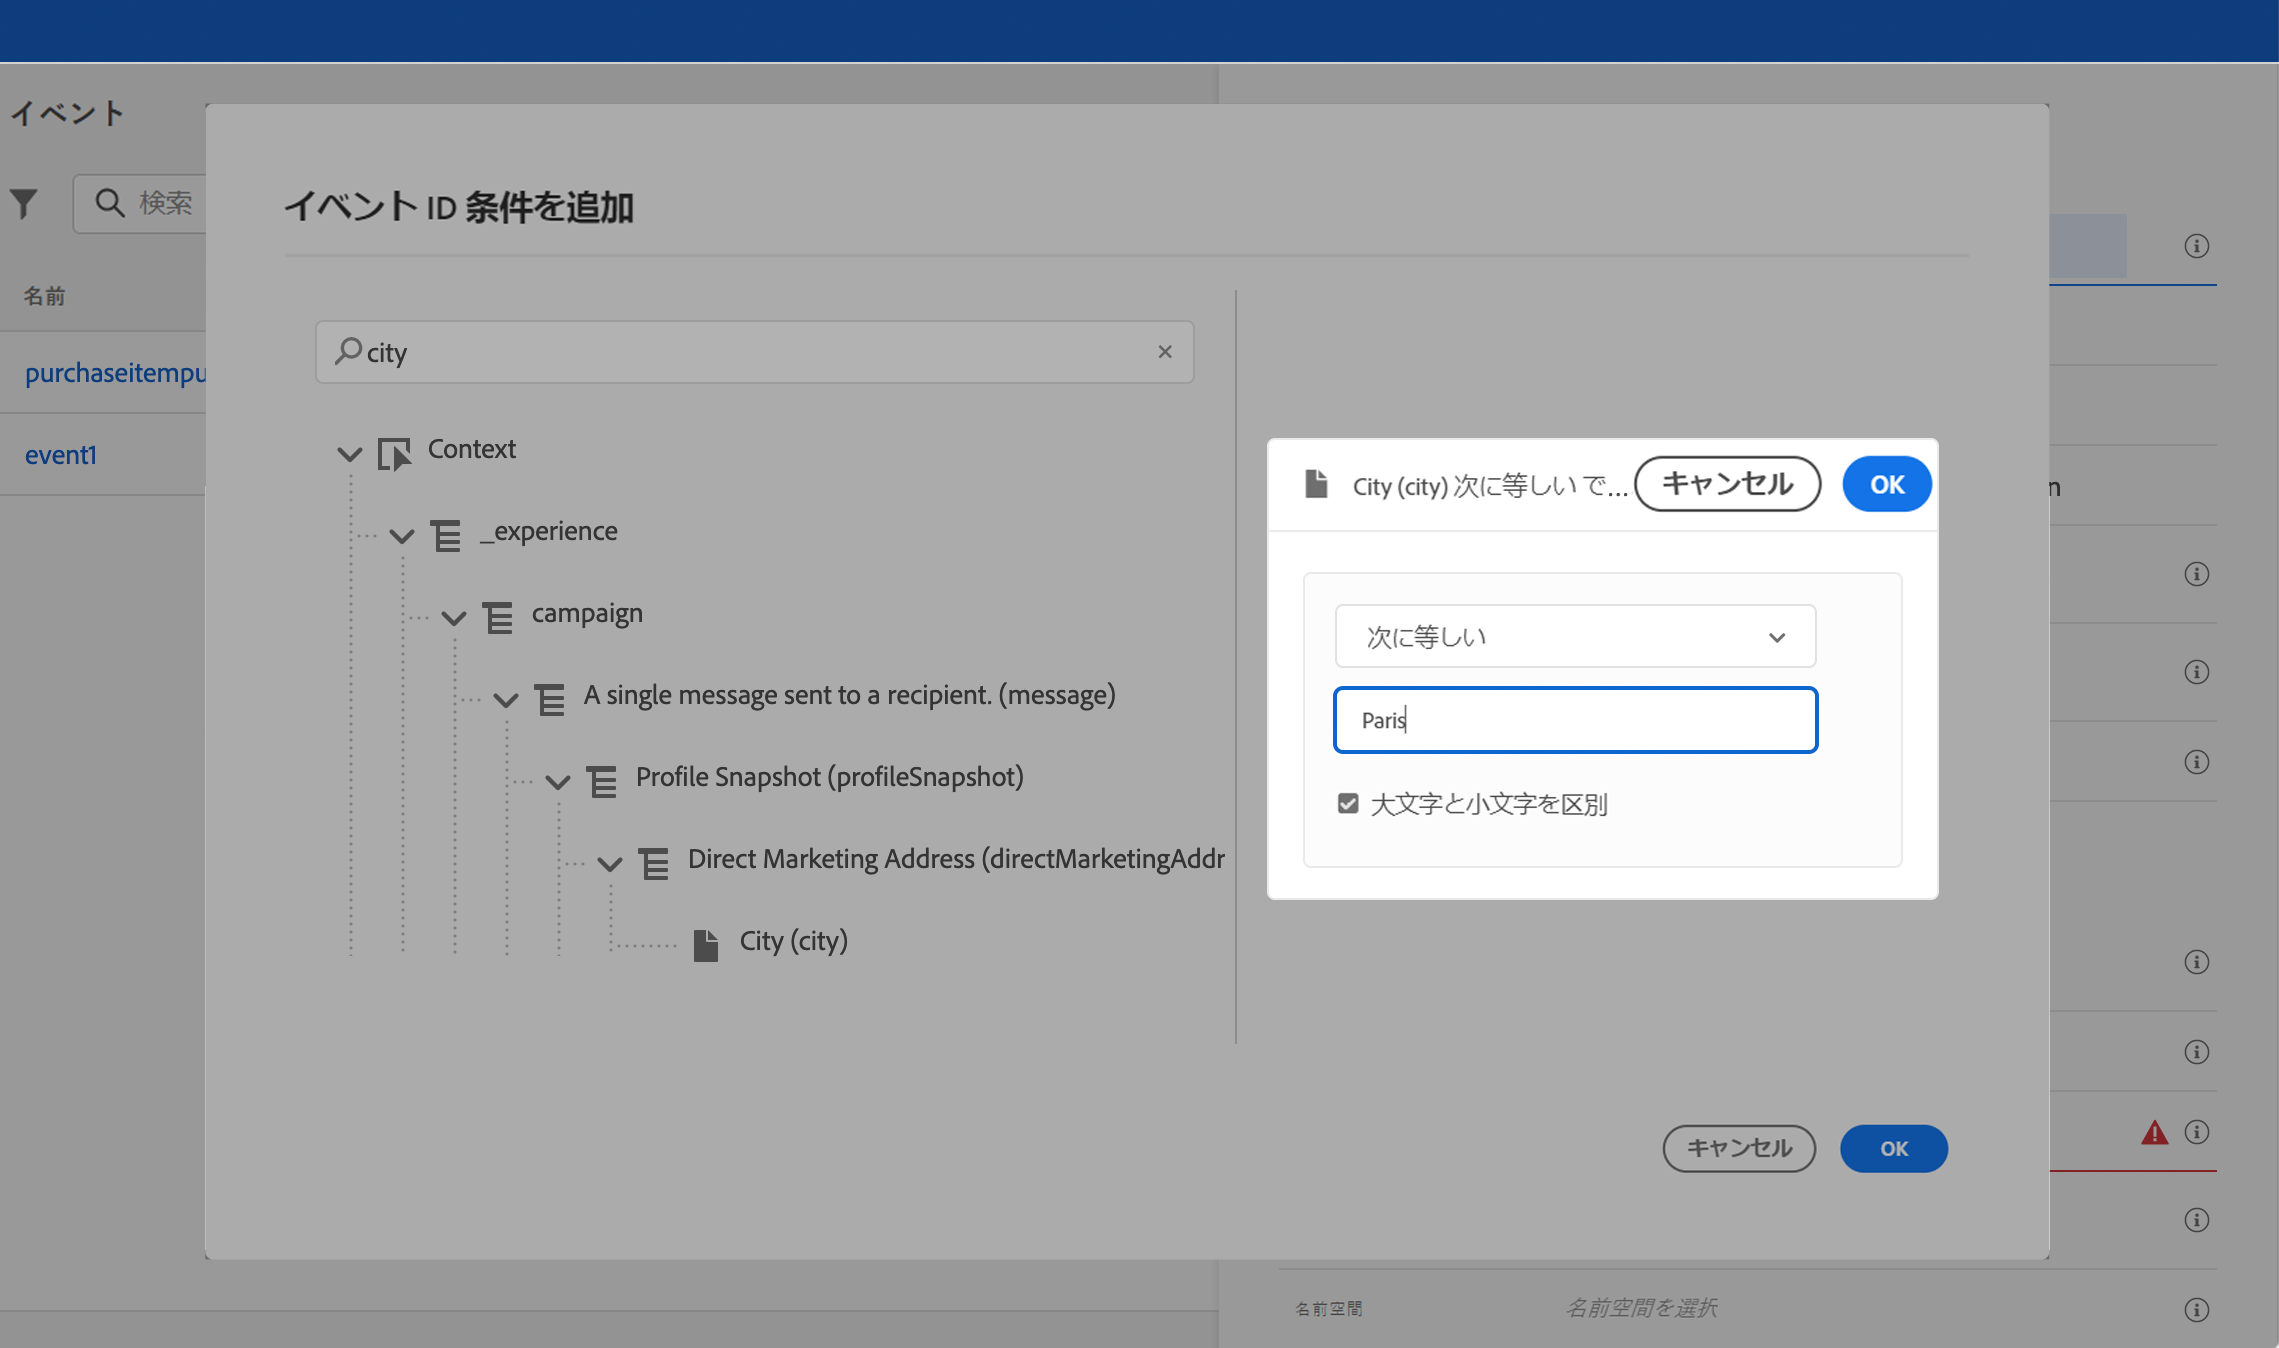 イベント
検索
名前
purchaseitempu
event1
イベント ID 条件を追加
city
Context
_experience
campaign
A single message sent to a recipient. (message)
Profile Snapshot (profileSnapshot)
Direct Marketing Address (directMarketingAddr
City (city)
City (city) 次に等しい で... キャンセル OK
次に等しい
Paris
大文字と小文字を区別
n
キャンセル OK
名前空間 名前空間を選択